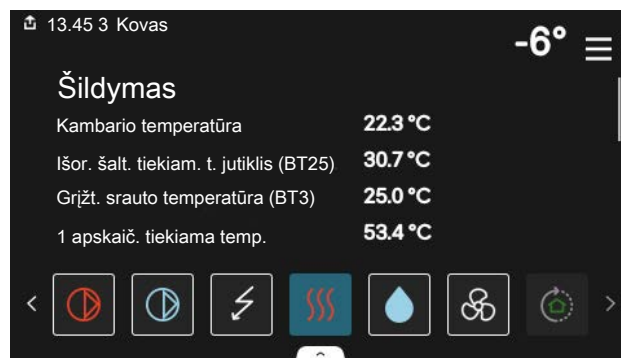 13.45 3 Kovas
-6°
Šildymas
Kambario temperatūra 22.3 °C
Išor. šalt. tiekiam. t. jutiklis (BT25) 30.7 °C
Grįžt. srauto temperatūra (BT3) 25.0 °C
1 apskaič. tiekiama temp. 53.4 °C